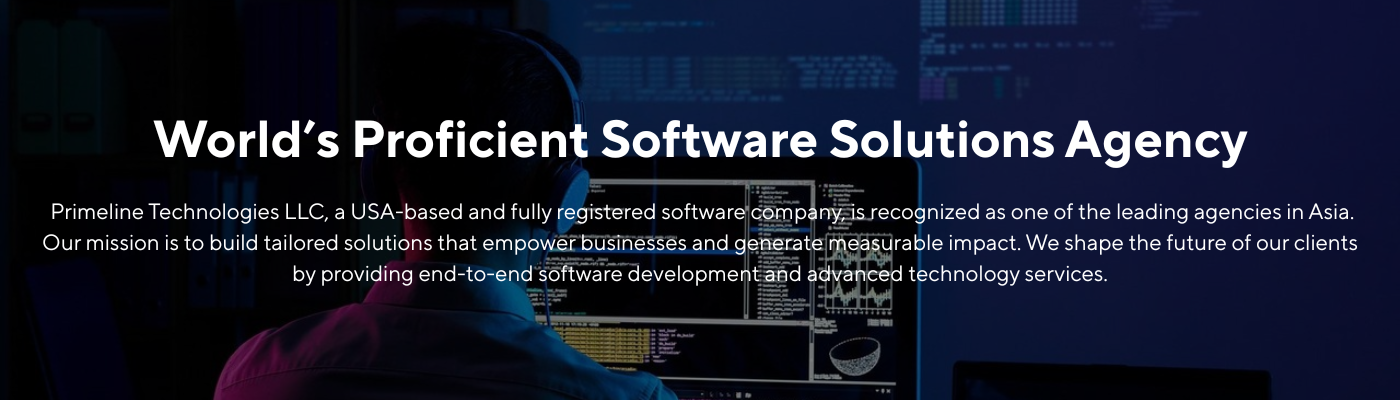 World’s Proficient Software Solutions Agency
Primeline Technologies LLC, a USA-based and fully registered software company, is recognized as one of the leading agencies in Asia.
Our mission is to build tailored solutions that empower businesses and generate measurable impact. We shape the future of our clients
by providing end-to-end software development and advanced technology services.